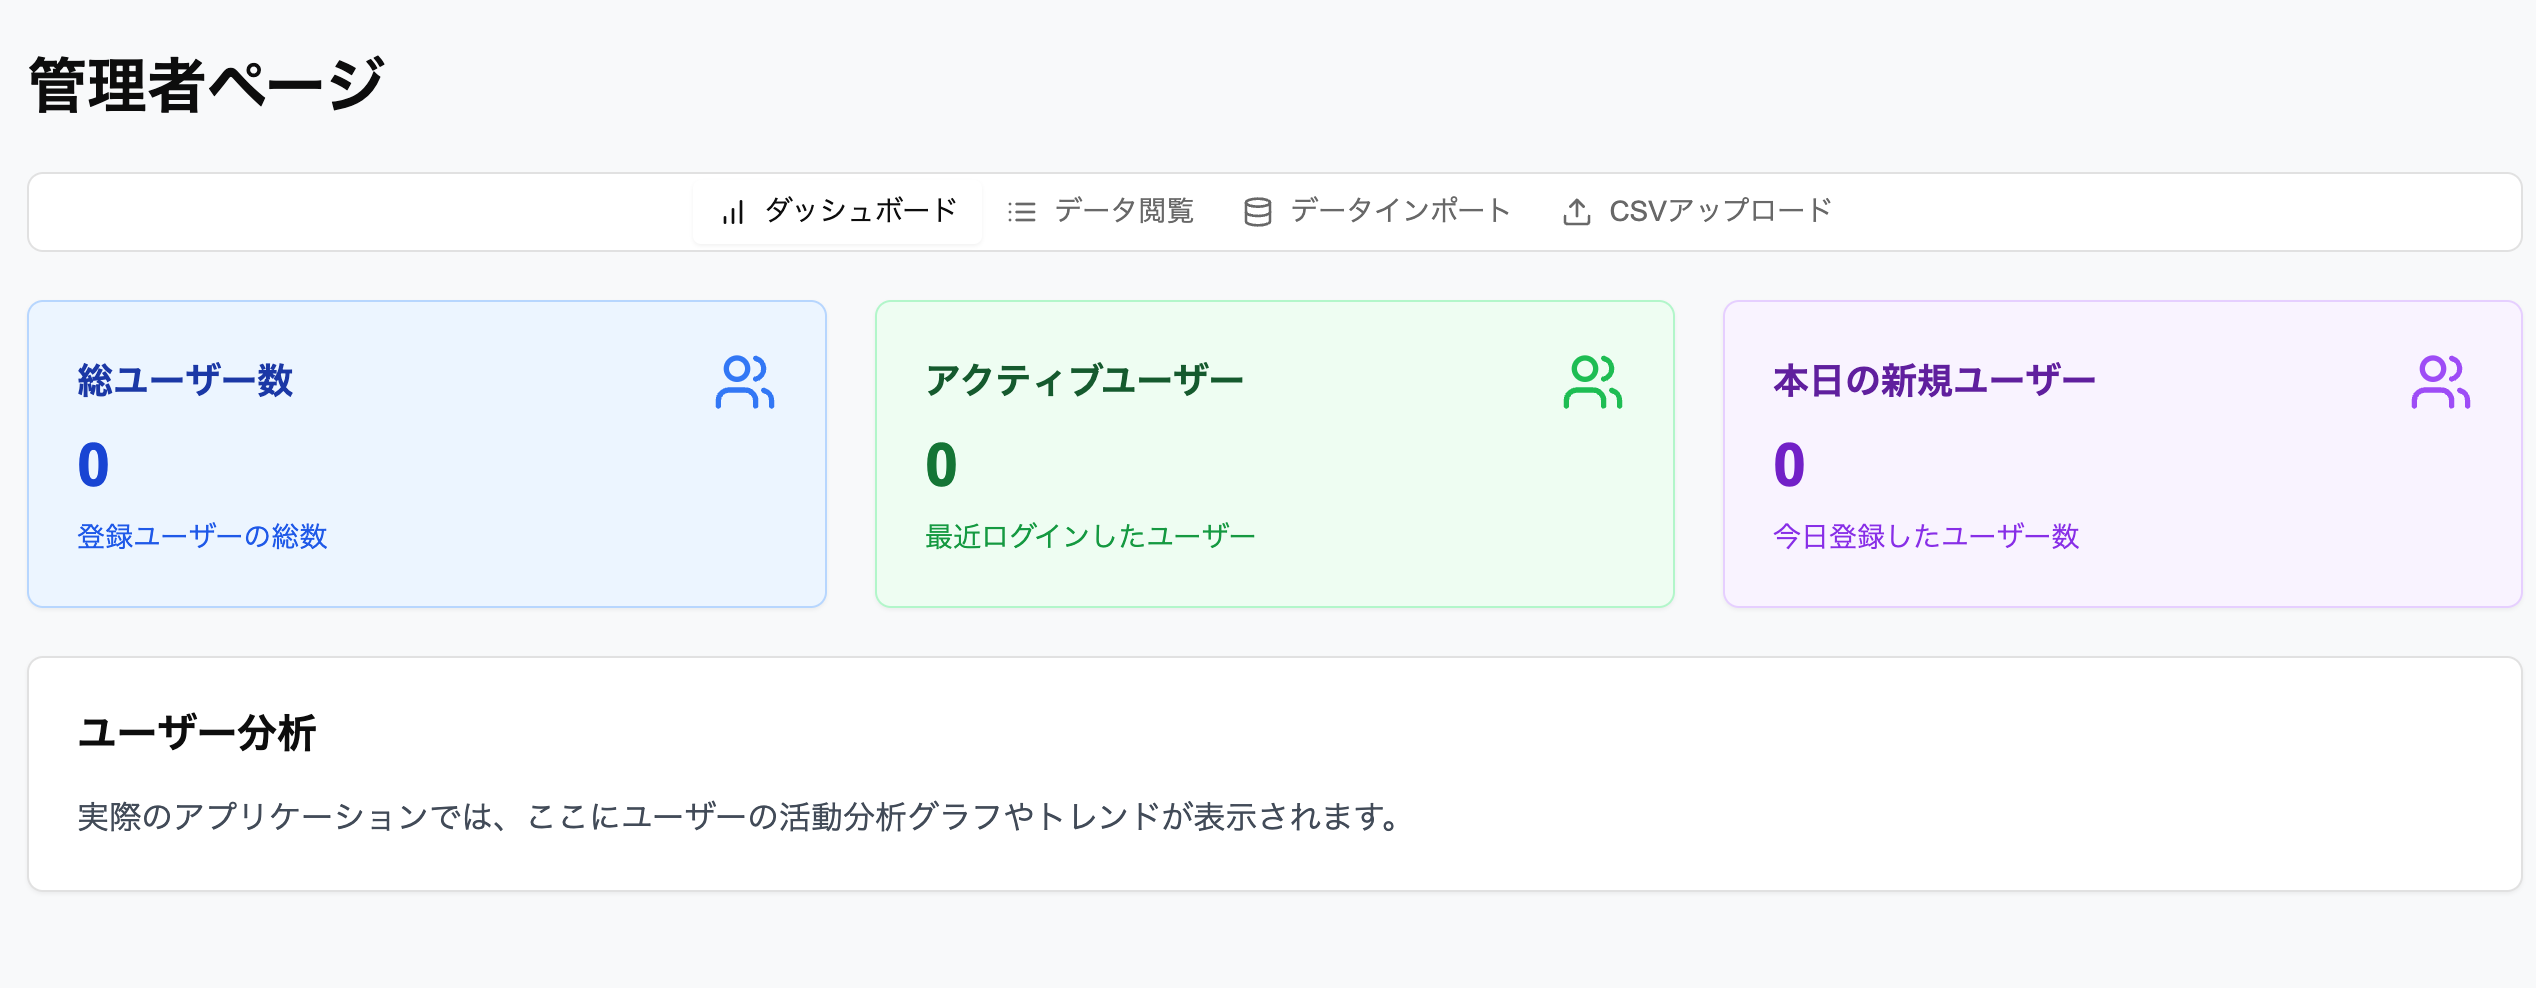 管理者ページ
ダッシュボード
データ閲覧
データインポート
CSVアップロード
総ユーザー数
0
登録ユーザーの総数
アクティブユーザー
0
最近ログインしたユーザー
本日の新規ユーザー
0
今日登録したユーザー数
ユーザー分析
実際のアプリケーションでは、ここにユーザーの活動分析グラフやトレンドが表示されます。